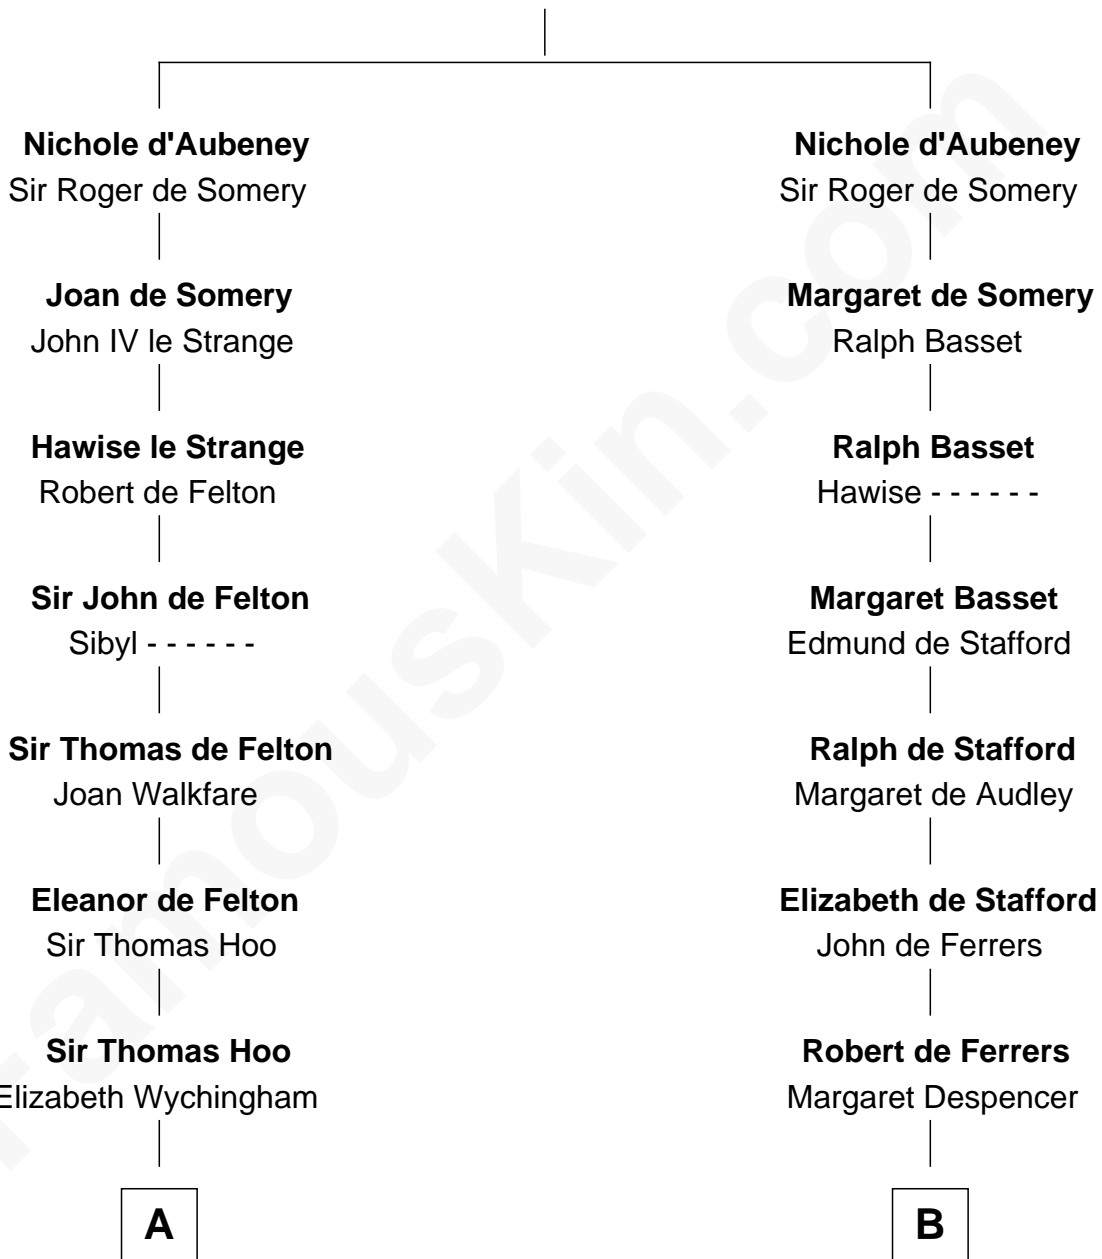 Nichole d'Aubeney
Sir Roger de Somery
Joan de Somery
John IV le Strange
Hawise le Strange
Robert de Felton
Sir John de Felton
Sibyl - - - - - -
Sir Thomas de Felton
Joan Walkfare
Eleanor de Felton
Sir Thomas Hoo
Sir Thomas Hoo
Elizabeth Wychingham
A
Nichole d'Aubeney
Sir Roger de Somery
Margaret de Somery
Ralph Basset
Ralph Basset
Hawise - - - - - -
Margaret Basset
Edmund de Stafford
Ralph de Stafford
Margaret de Audley
Elizabeth de Stafford
John de Ferrers
Robert de Ferrers
Margaret Despencer
B
FamousKin.com